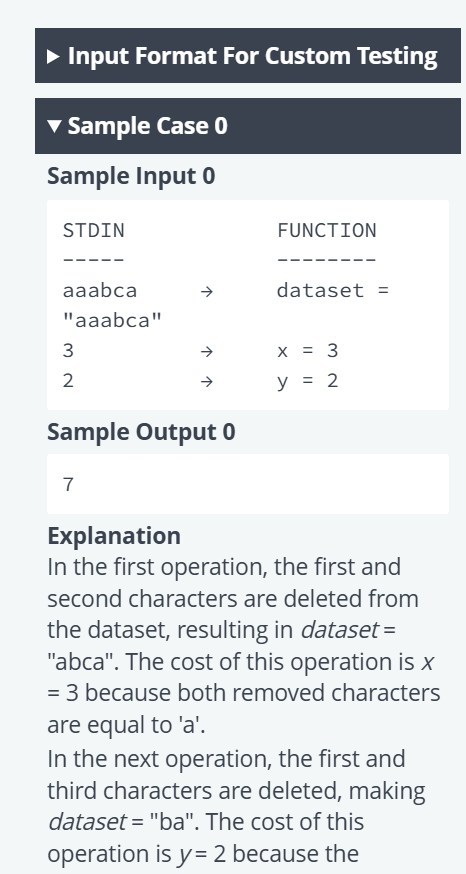 ▶ Input Format For Custom Testing
▼ Sample Case 0
Sample Input 0
STDIN FUNCTION
----- --------
aaabca → dataset =
"aaabca"
3 → x = 3
2 → y = 2
Sample Output 0
7
Explanation
In the first operation, the first and
second characters are deleted from
the dataset, resulting in dataset =
"abca". The cost of this operation is x
= 3 because both removed characters
are equal to 'a'.
In the next operation, the first and
third characters are deleted, making
dataset = "ba". The cost of this
operation is y = 2 because the